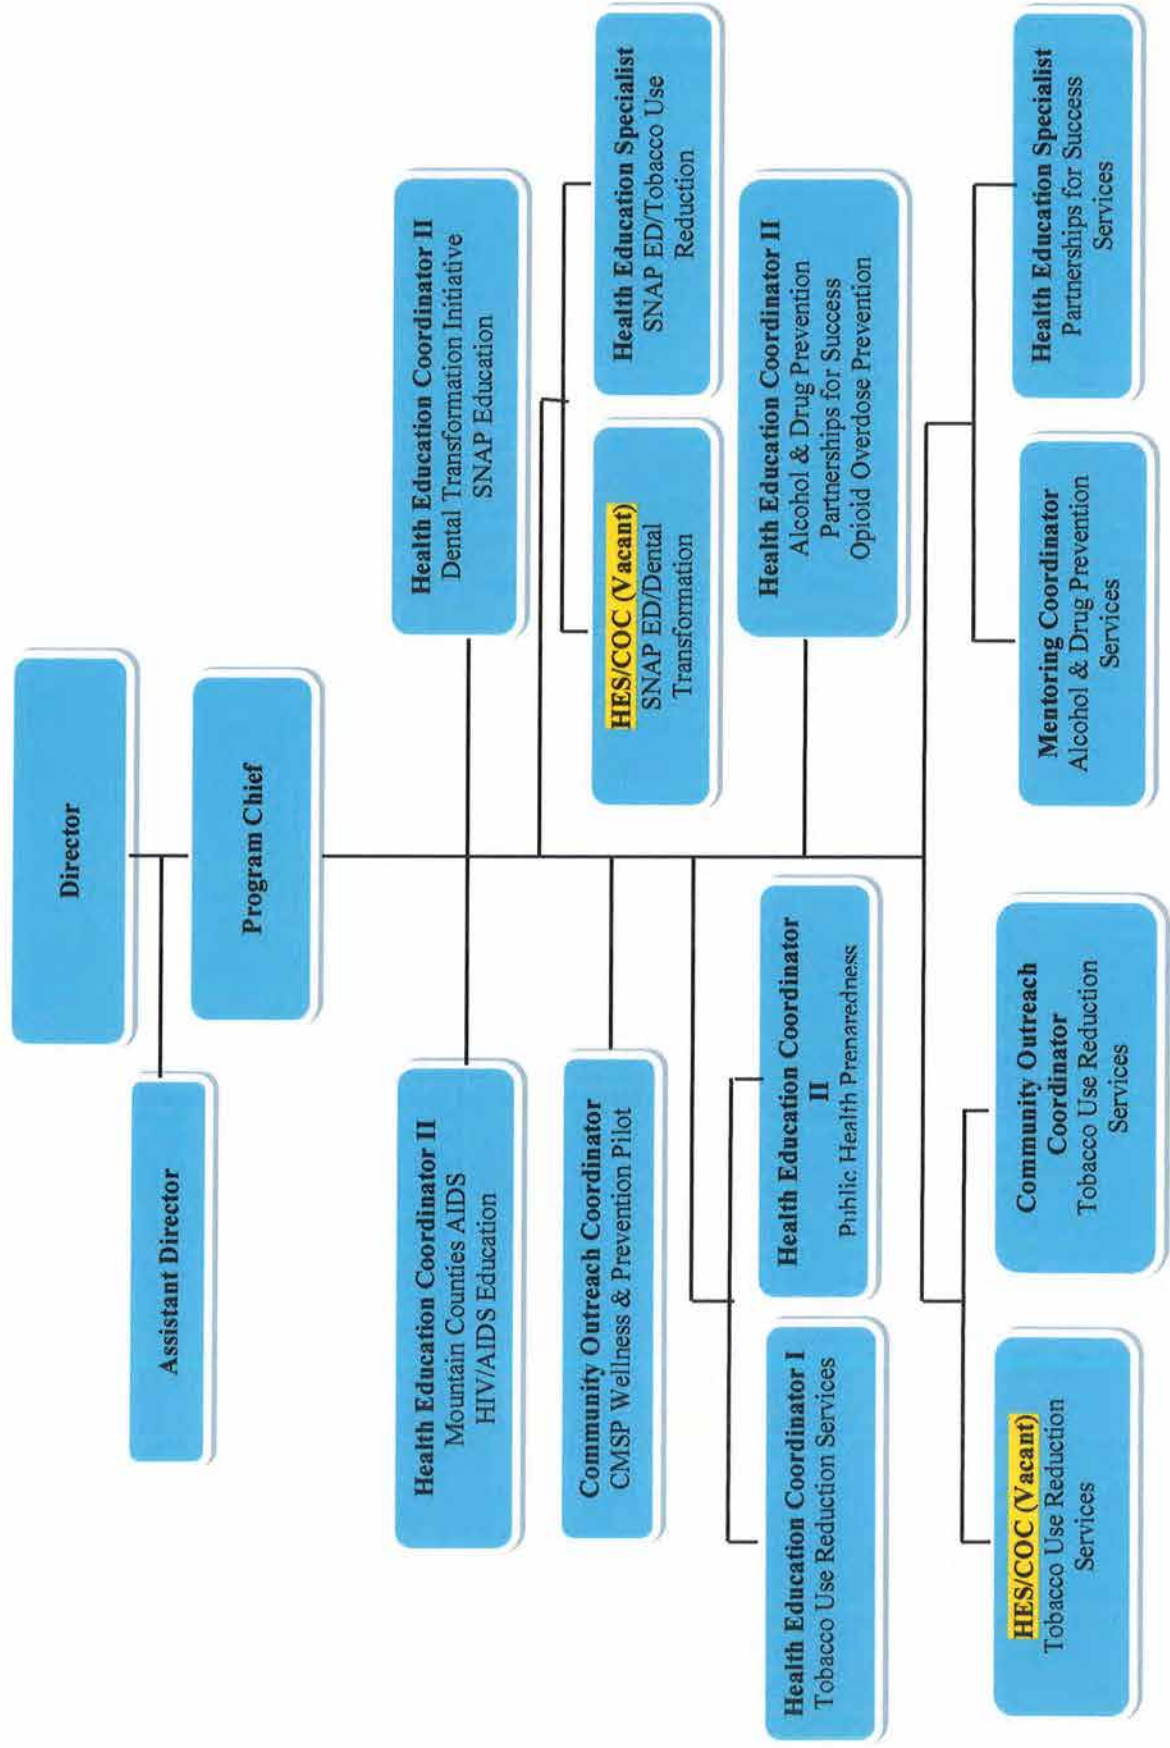 Director
Assistant Director
Program Chief
Health Education Coordinator II
Mountain Counties AIDS
HIV/AIDS Education
Health Education Coordinator II
Dental Transformation Initiative
SNAP Education
Community Outreach Coordinator
CMSP Wellness & Prevention Pilot
HES/COC (Vacant)
SNAP ED/Dental
Transformation
Health Education Specialist
SNAP ED/Tobacco Use
Reduction
Health Education Coordinator I
Tobacco Use Reduction Services
Health Education Coordinator
II
Public Health Prenaredness
Health Education Coordinator II
Alcohol & Drug Prevention
Partnerships for Success
Opioid Overdose Prevention
HES/COC (Vacant)
Tobacco Use Reduction
Services
Community Outreach
Coordinator
Tobacco Use Reduction
Services
Mentoring Coordinator
Alcohol & Drug Prevention
Services
Health Education Specialist
Partnerships for Success
Services